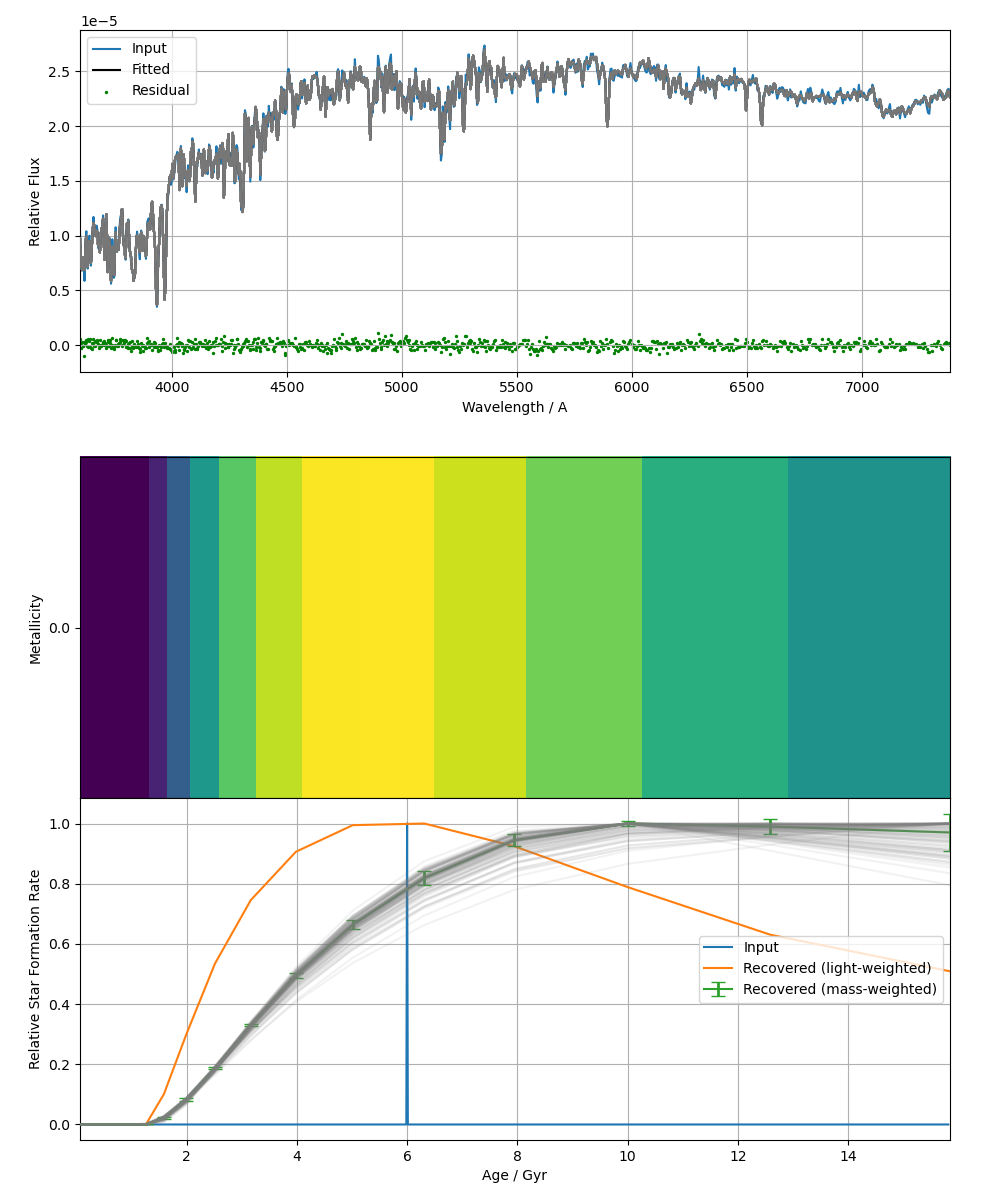 1e−5
Input
Fitted
Residual
2.5
2.0
1.5
1.0
0.5
0.0
Relative Flux
4000 4500 5000 5500 6000 6500 7000
Wavelength / A
Metallicity
0.0
1.0
0.8
0.6
0.4
0.2
0.0
Relative Star Formation Rate
Input
Recovered (light-weighted)
Recovered (mass-weighted)
2 4 6 8 10 12 14
Age / Gyr